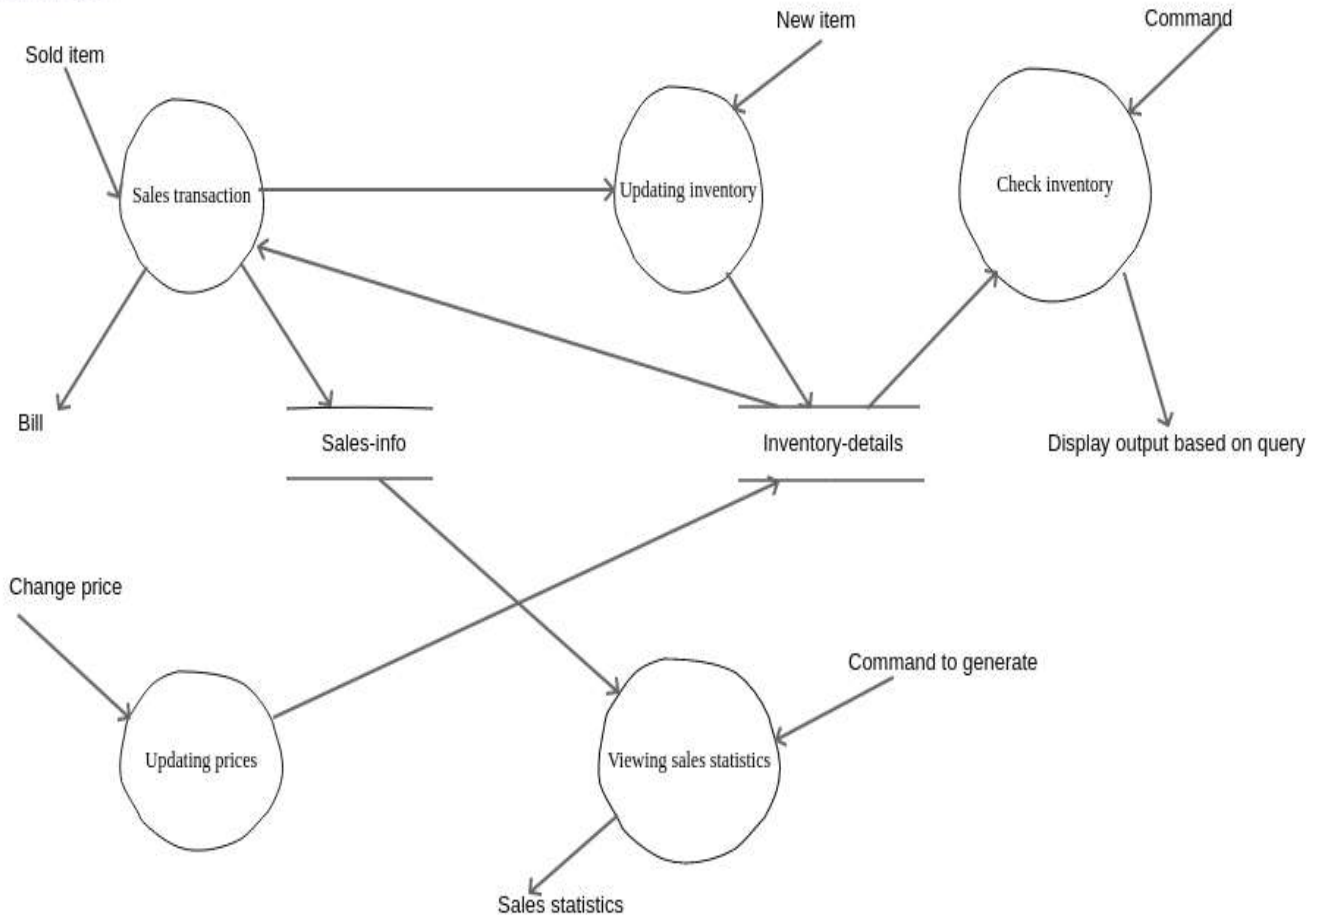 New item
Command
Sold item
Sales transaction
Updating inventory
Check inventory
Bill
Sales-info
Inventory-details
Display output based on query
Change price
Command to generate
Updating prices
Viewing sales statistics
Sales statistics